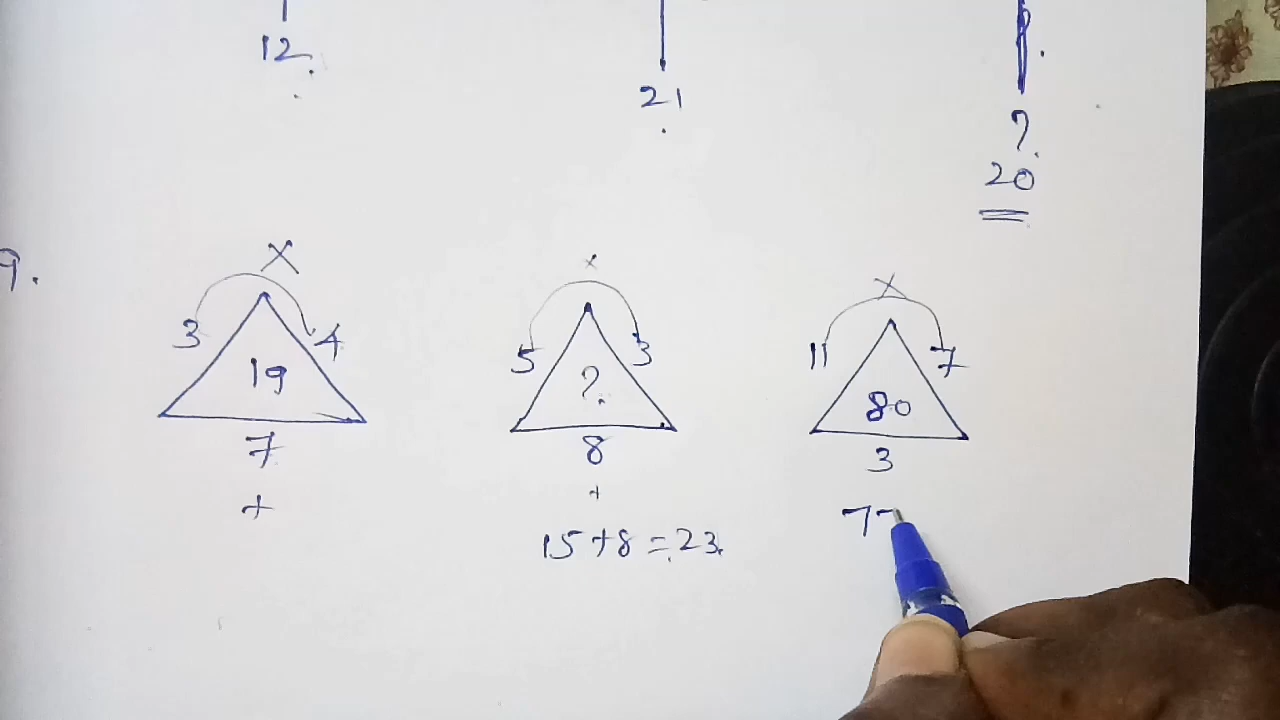 12.
21
?
20
9.
× × ×
3 4 5 3 11 7
19 ?. 80
7 8 3
+ +
15+8=23. 77